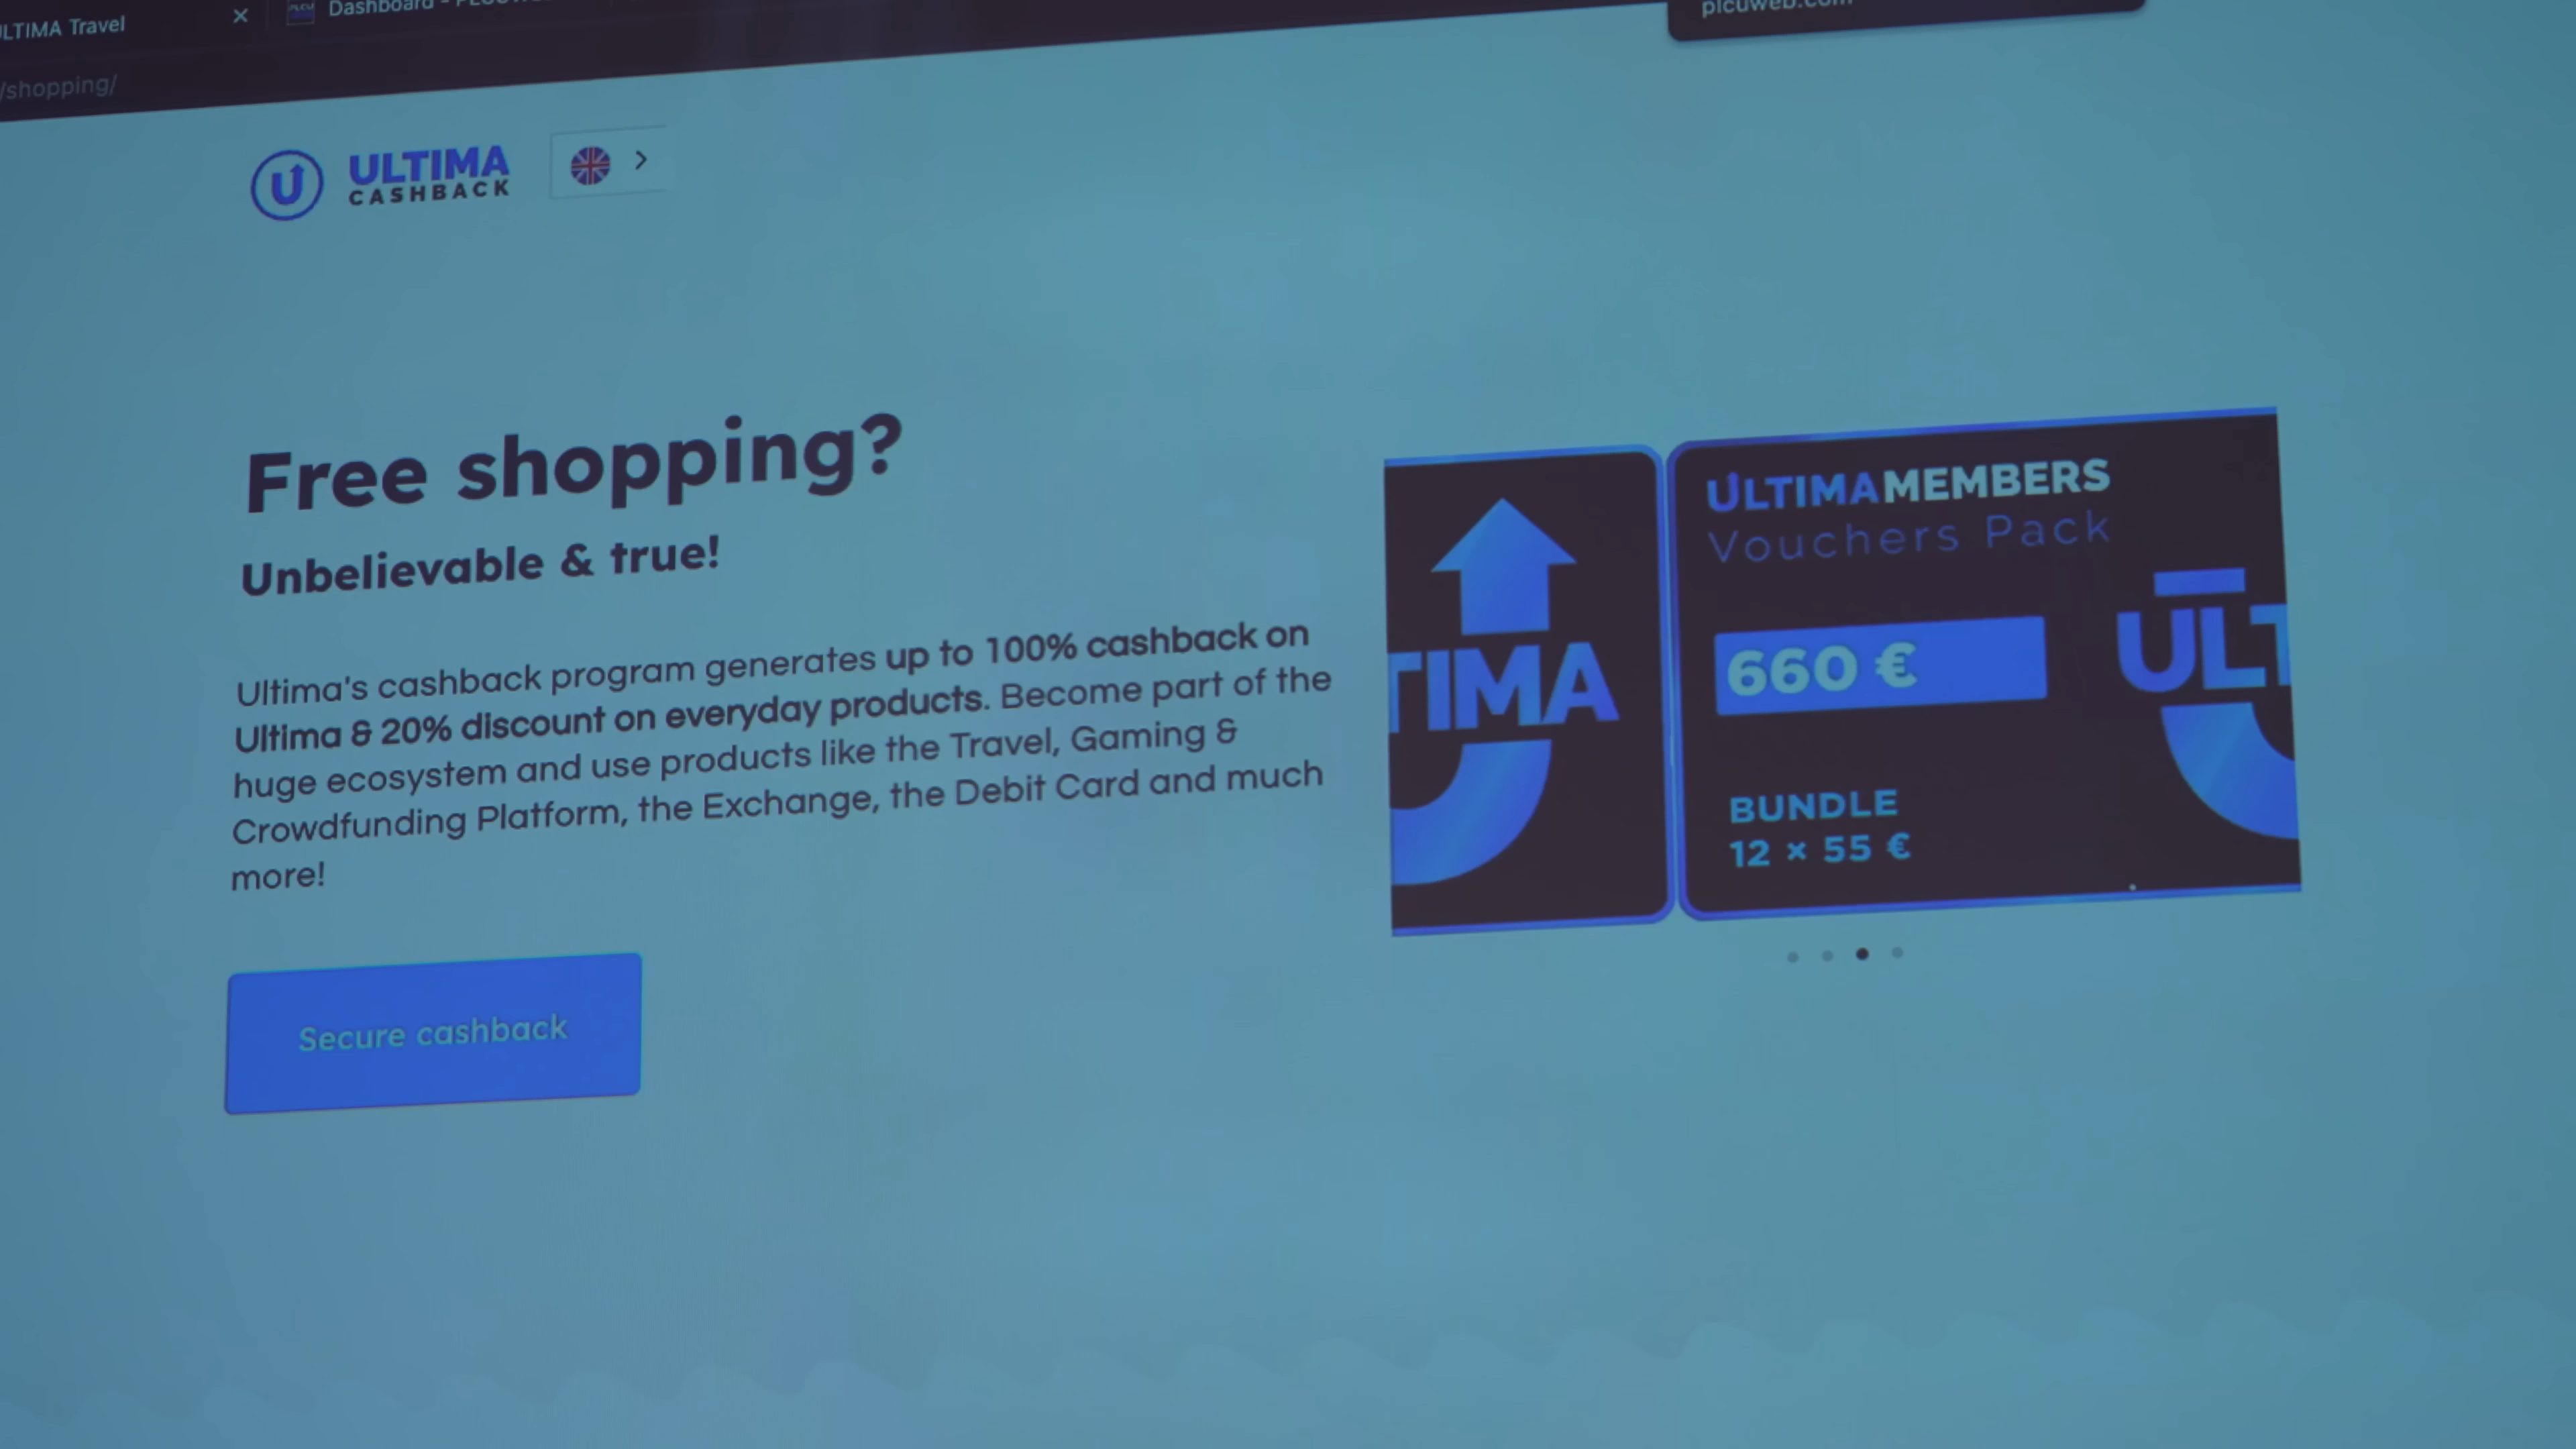 ULTIMA Travel
Dashboard
plcuweb.com
/shopping/
ULTIMA
CASHBACK
Free shopping?
Unbelievable & true!
Ultima's cashback program generates up to 100% cashback on
Ultima & 20% discount on everyday products. Become part of the
huge ecosystem and use products like the Travel, Gaming &
Crowdfunding Platform, the Exchange, the Debit Card and much
more!
Secure cashback
TIMA
ULTIMAMEMBERS
Vouchers Pack
660 €
BUNDLE
12 × 55 €
ULT